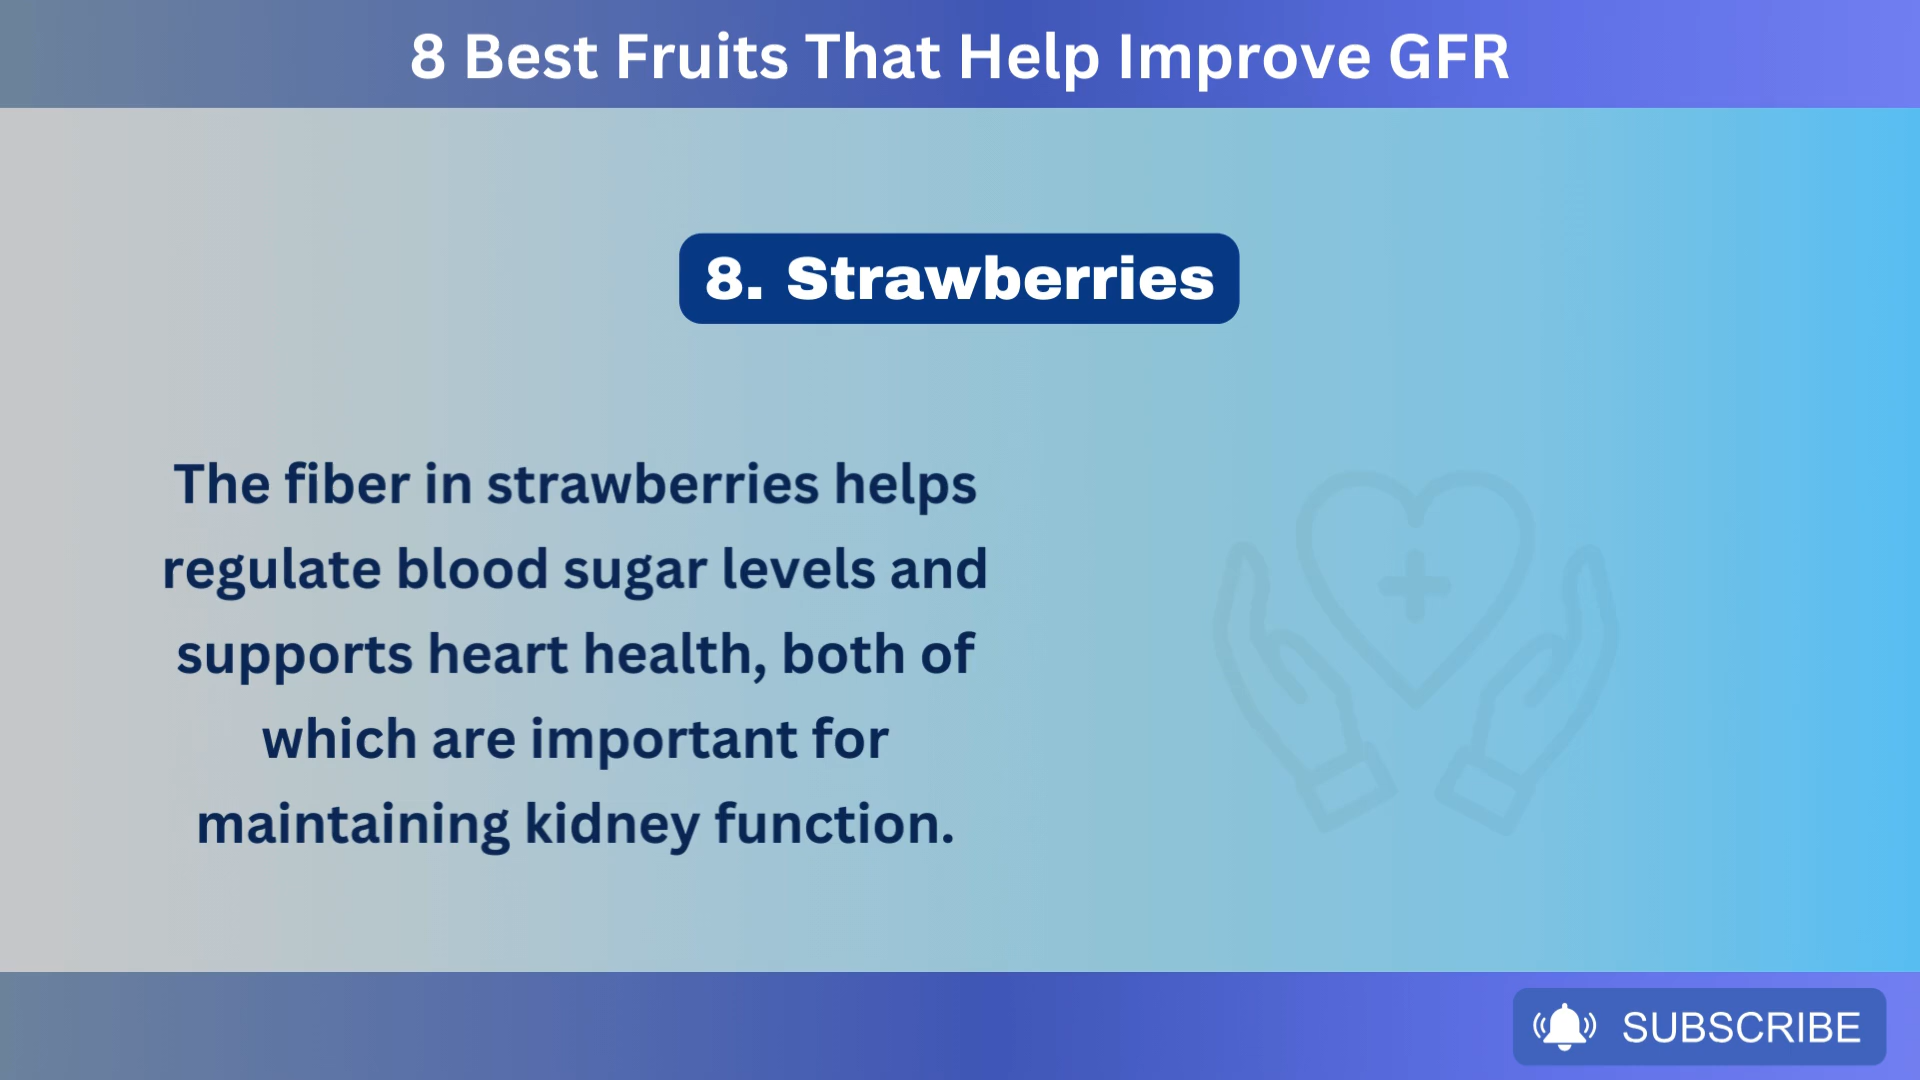 8 Best Fruits That Help Improve GFR
8. Strawberries
The fiber in strawberries helps
regulate blood sugar levels and
supports heart health, both of
which are important for
maintaining kidney function.
SUBSCRIBE